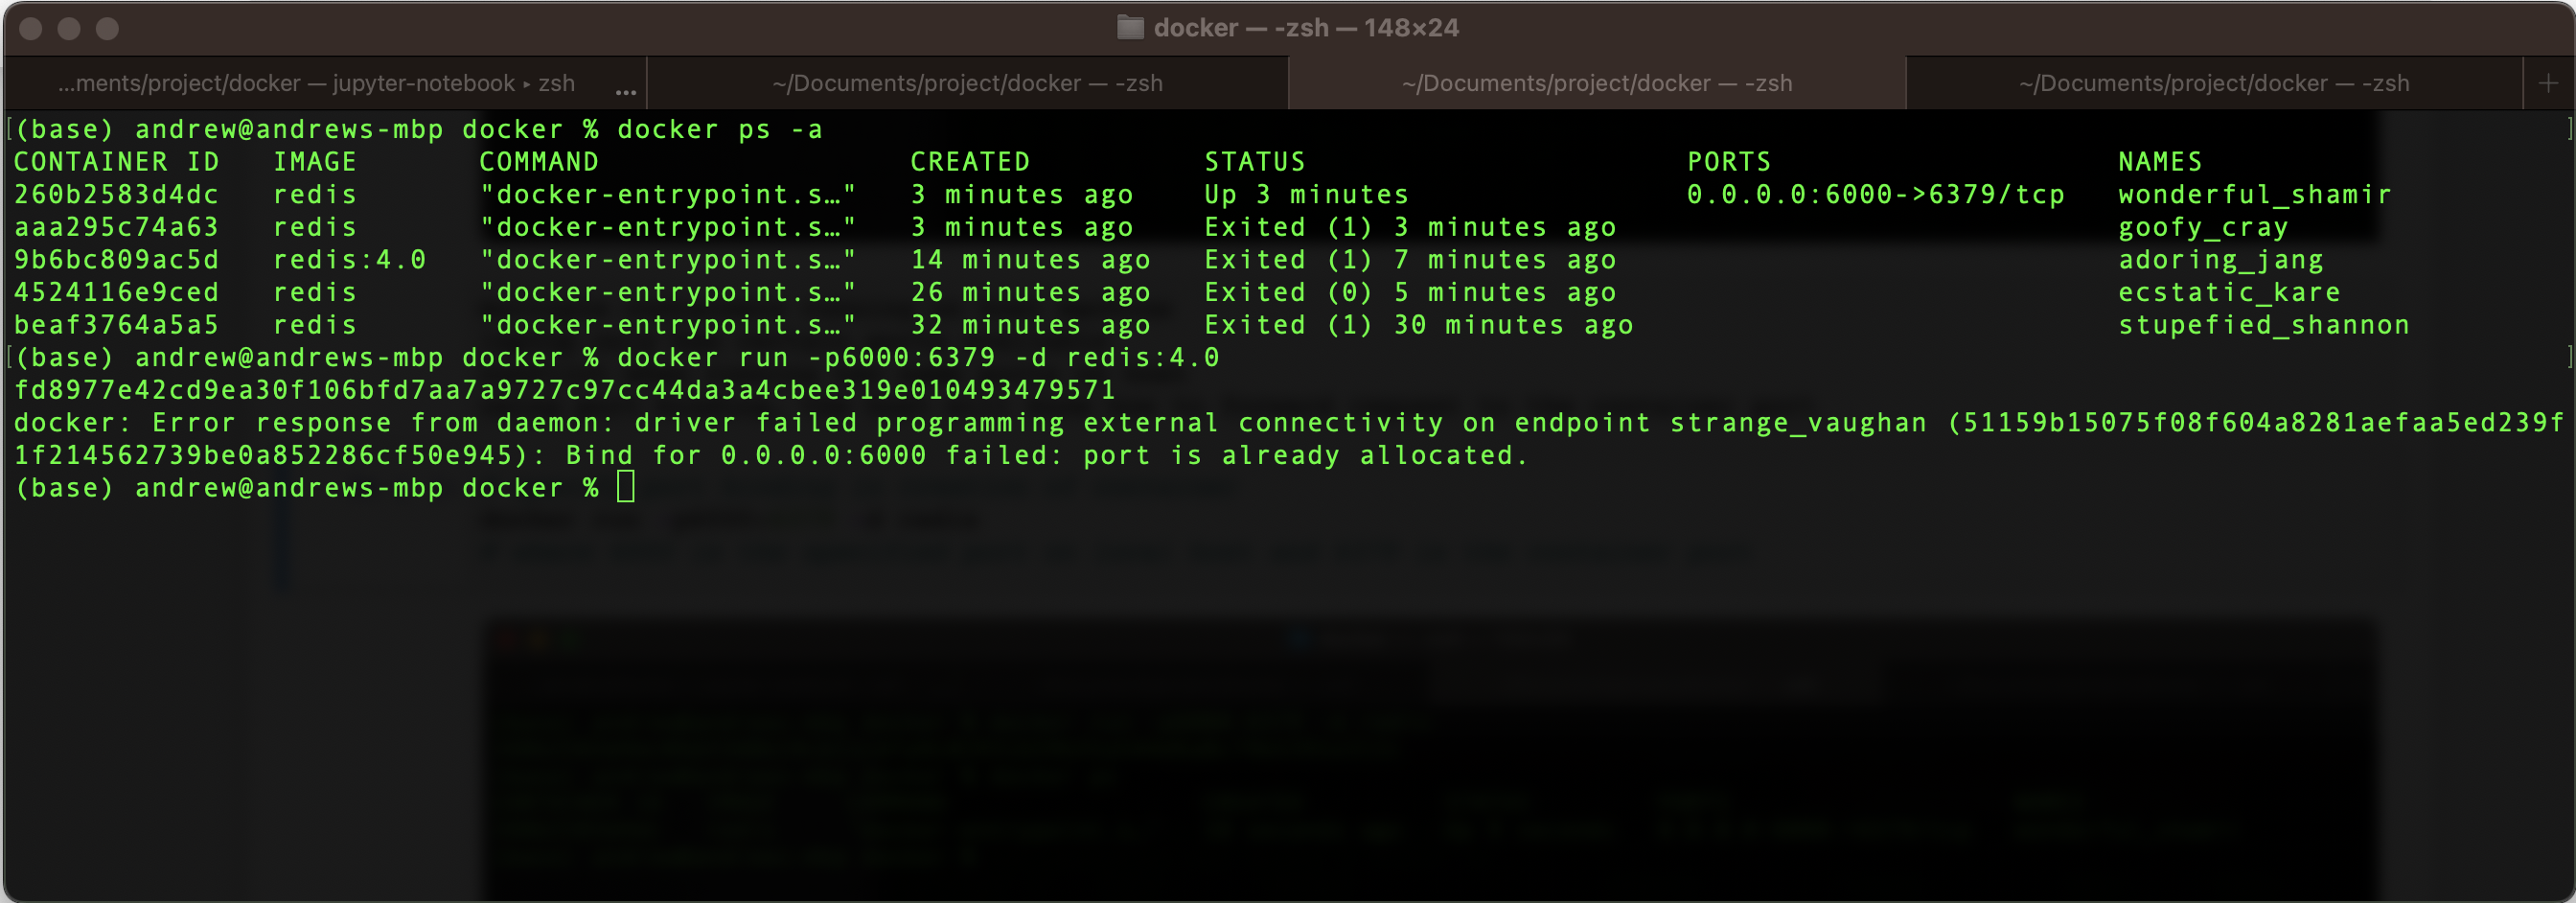 docker — -zsh — 148×24
...ments/project/docker — jupyter-notebook ▸ zsh ...
~/Documents/project/docker — -zsh
~/Documents/project/docker — -zsh
~/Documents/project/docker — -zsh
+
[(base) andrew@andrews-mbp docker % docker ps -a ]
CONTAINER ID IMAGE COMMAND CREATED STATUS PORTS NAMES
260b2583d4dc redis "docker-entrypoint.s…" 3 minutes ago Up 3 minutes 0.0.0.0:6000->6379/tcp wonderful_shamir
aaa295c74a63 redis "docker-entrypoint.s…" 3 minutes ago Exited (1) 3 minutes ago goofy_cray
9b6bc809ac5d redis:4.0 "docker-entrypoint.s…" 14 minutes ago Exited (1) 7 minutes ago adoring_jang
4524116e9ced redis "docker-entrypoint.s…" 26 minutes ago Exited (0) 5 minutes ago ecstatic_kare
beaf3764a5a5 redis "docker-entrypoint.s…" 32 minutes ago Exited (1) 30 minutes ago stupefied_shannon
[(base) andrew@andrews-mbp docker % docker run -p6000:6379 -d redis:4.0 ]
fd8977e42cd9ea30f106bfd7aa7a9727c97cc44da3a4cbee319e010493479571
docker: Error response from daemon: driver failed programming external connectivity on endpoint strange_vaughan (51159b15075f08f604a8281aefaa5ed239f
1f214562739be0a852286cf50e945): Bind for 0.0.0.0:6000 failed: port is already allocated.
(base) andrew@andrews-mbp docker %